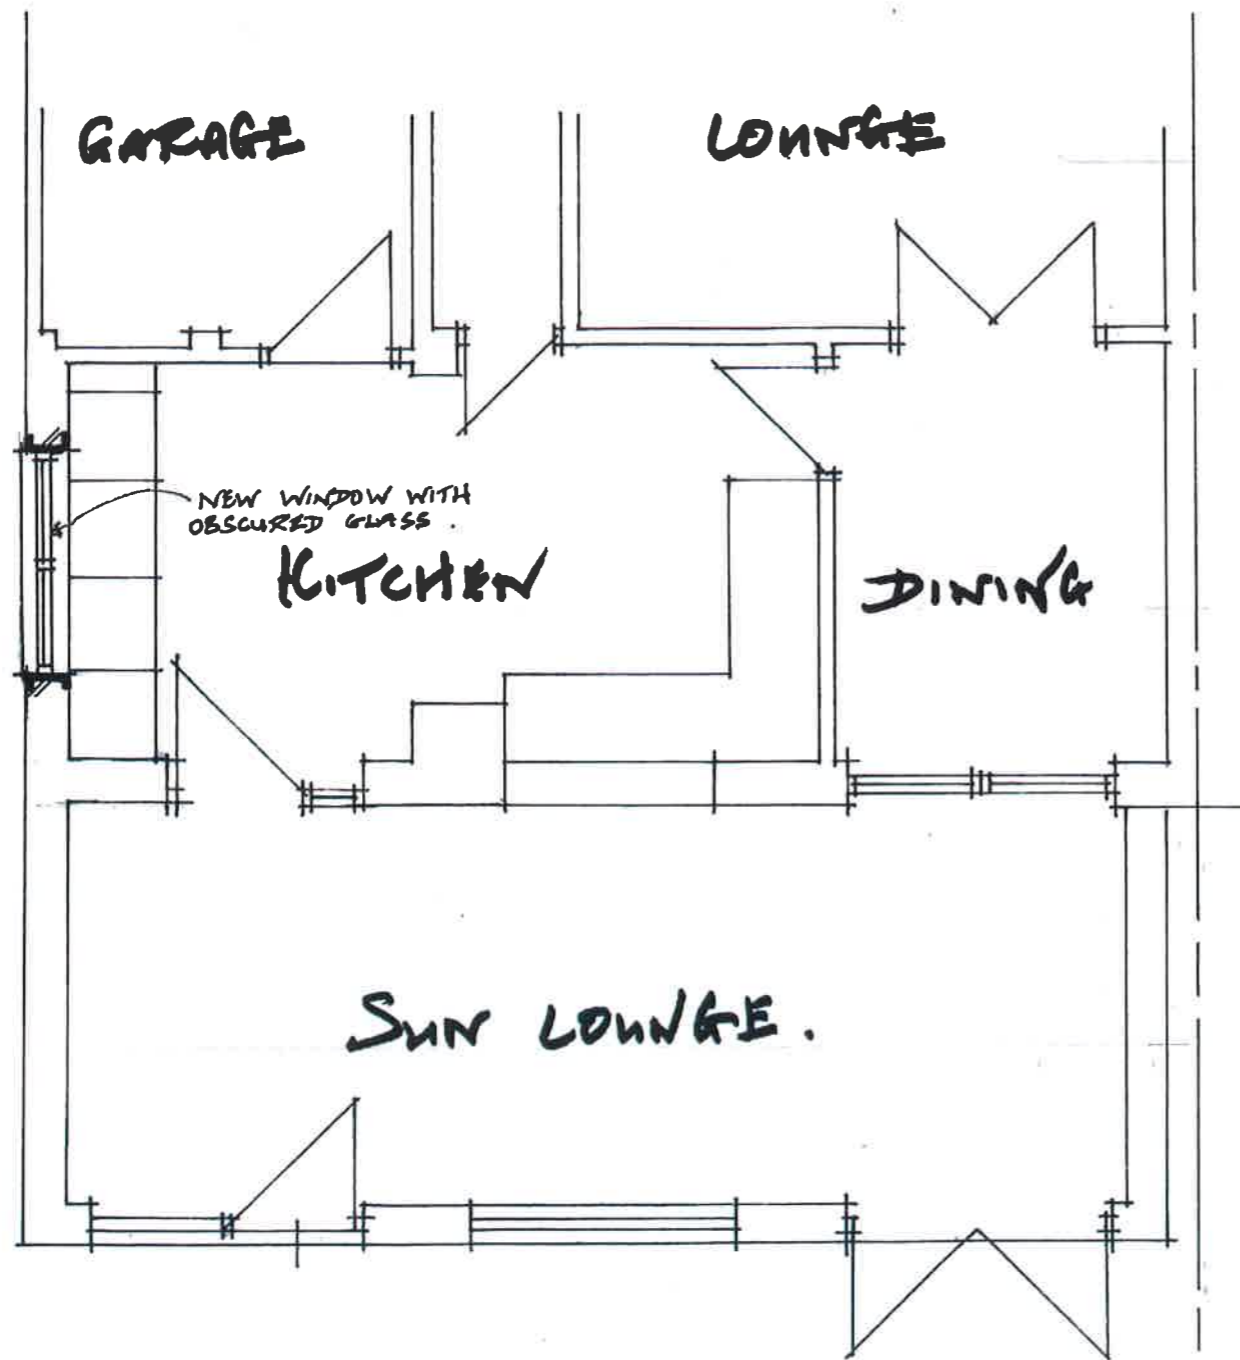 GARAGE
LOUNGE
NEW WINDOW WITH
OBSCURED GLASS.
KITCHEN
DINING
SUN LOUNGE.